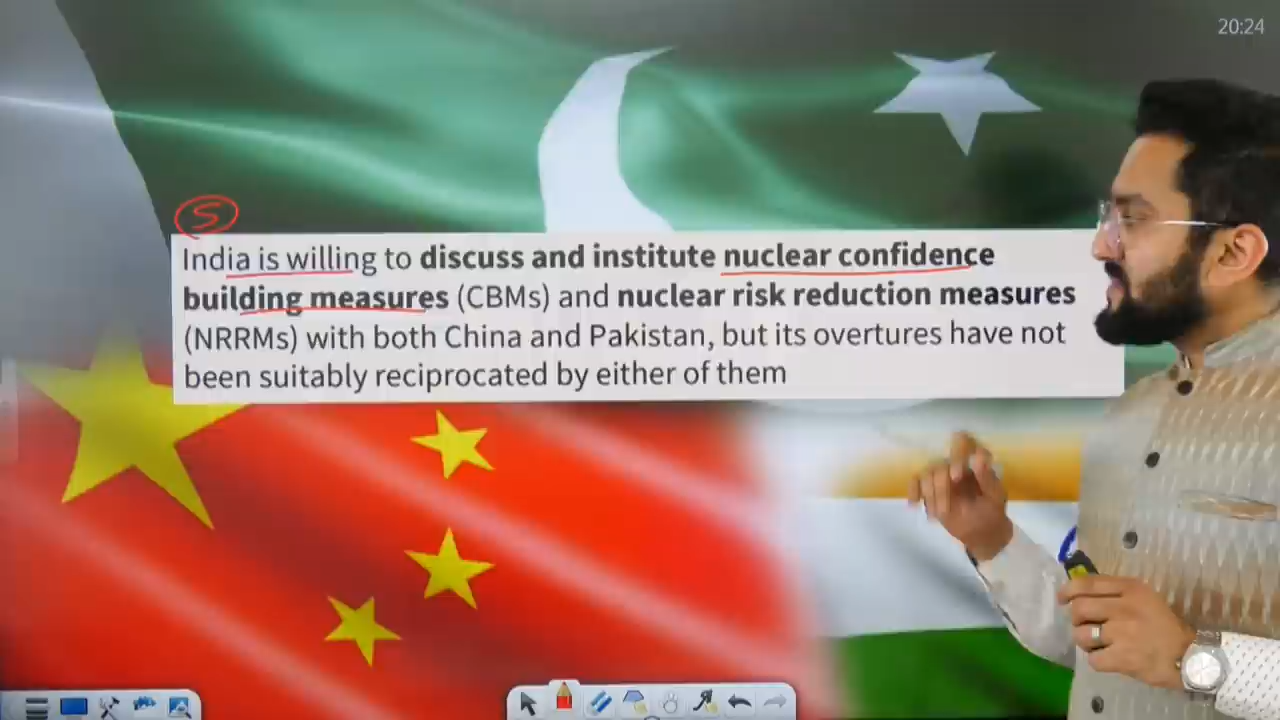 20:24
5
India is willing to discuss and institute nuclear confidence
building measures (CBMs) and nuclear risk reduction measures
(NRRMs) with both China and Pakistan, but its overtures have not
been suitably reciprocated by either of them